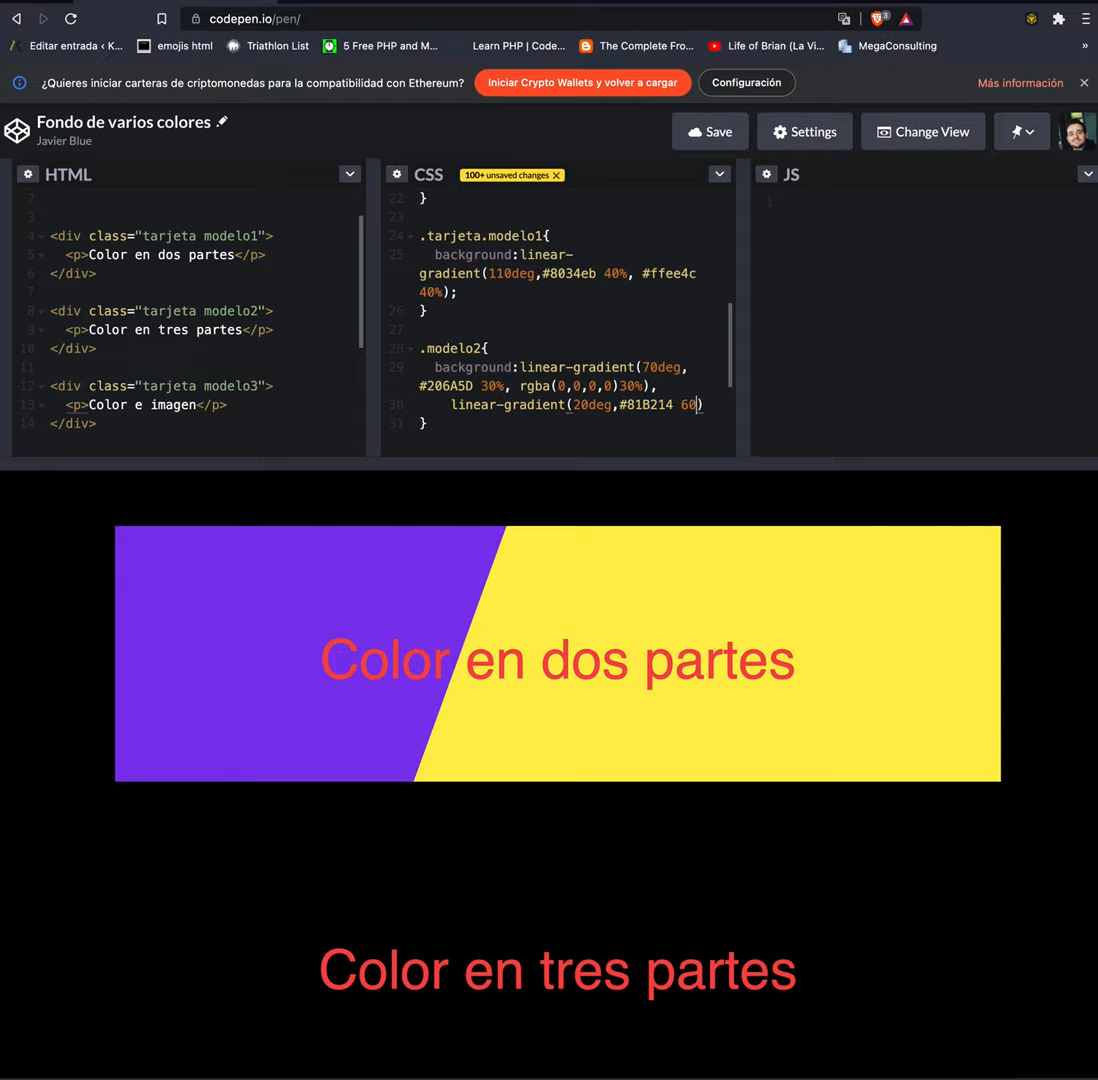 codepen.io/pen/
3
Editar entrada ‹ K...
emojis html
Triathlon List
5 Free PHP and M...
Learn PHP | Code...
The Complete Fro...
Life of Brian (La Vi...
MegaConsulting
»
¿Quieres iniciar carteras de criptomonedas para la compatibilidad con Ethereum?
Iniciar Crypto Wallets y volver a cargar
Configuración
Más información
Fondo de varios colores
Javier Blue
Save
Settings
Change View
HTML
2
3
4 <div class="tarjeta modelo1">
5 <p>Color en dos partes</p>
6 </div>
7
8 <div class="tarjeta modelo2">
9 <p>Color en tres partes</p>
10 </div>
11
12 <div class="tarjeta modelo3">
13 <p>Color e imagen</p>
14 </div>
CSS
100+ unsaved changes X
22 }
23
24 .tarjeta.modelo1{
25 background:linear-
gradient(110deg,#8034eb 40%, #ffee4c
40%);
26 }
27
28 .modelo2{
29 background:linear-gradient(70deg,
#206A5D 30%, rgba(0,0,0,0)30%),
30 linear-gradient(20deg,#81B214 60)
31 }
JS
1
Color en dos partes
Color en tres partes